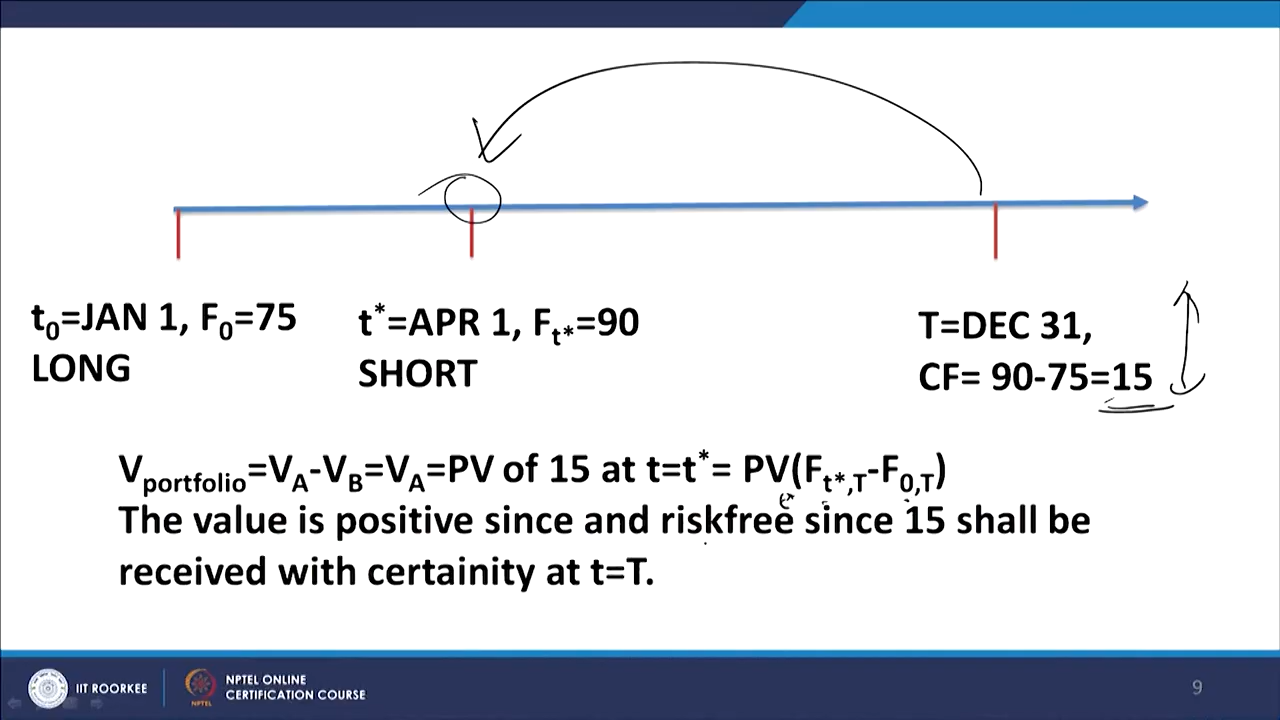 t₀=JAN 1, F₀=75
LONG
t*=APR 1, Fₜ*=90
SHORT
T=DEC 31,
CF= 90-75=15
V_portfolio=V_A-V_B=V_A=PV of 15 at t=t*= PV(F_t*,T-F_0,T)
The value is positive since and riskfree since 15 shall be
received with certainity at t=T.
IIT ROORKEE
NPTEL
NPTEL ONLINE
CERTIFICATION COURSE
9